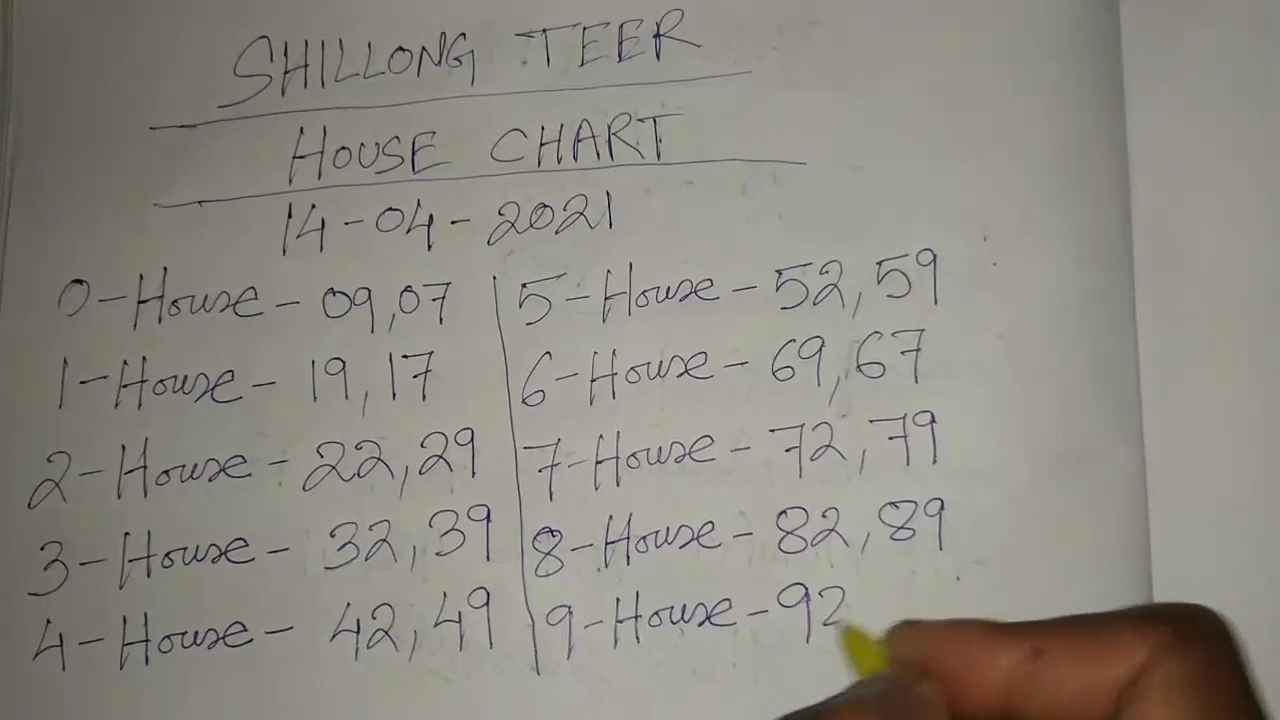 SHILLONG TEER
HOUSE CHART
14-04-2021
0-House- 09,07
1-House- 19,17
2-House- 22,29
3-House- 32,39
4-House- 42,49
5-House- 52,59
6-House- 69,67
7-House- 72,79
8-House- 82,89
9-House- 92